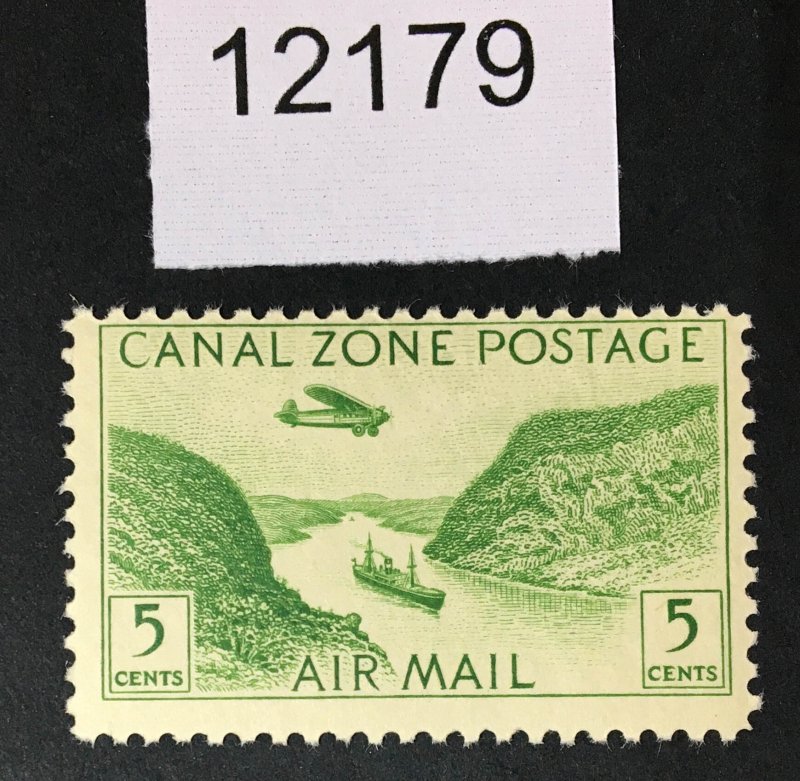 12179
CANAL ZONE POSTAGE
5
CENTS
AIR MAIL
5
CENTS